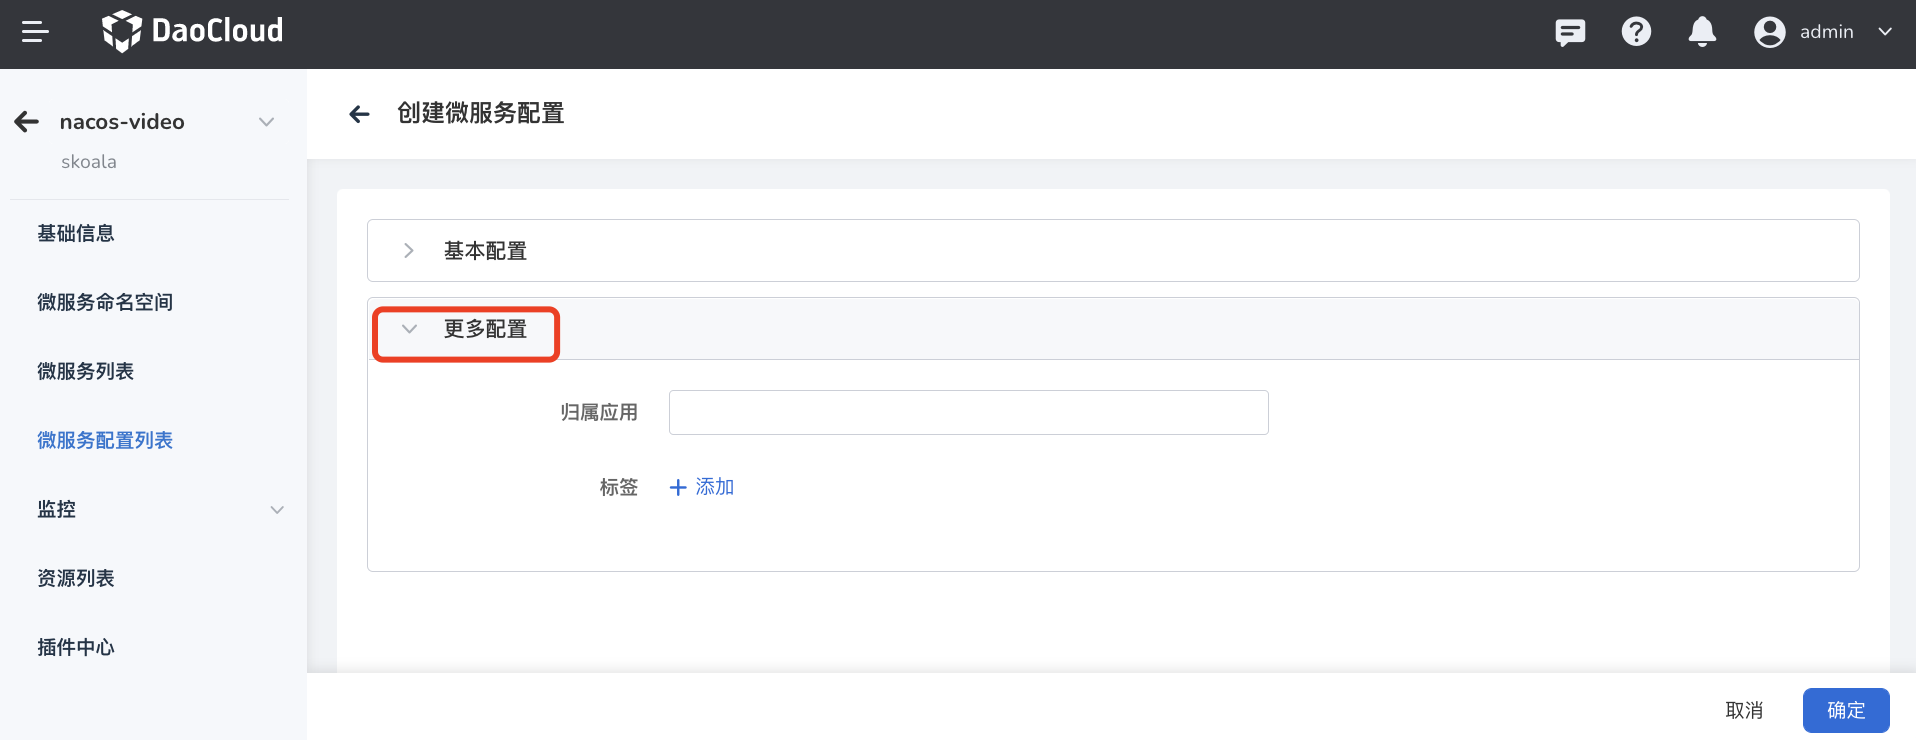 DaoCloud
admin
nacos-video
skoala
基础信息
微服务命名空间
微服务列表
微服务配置列表
监控
资源列表
插件中心
创建微服务配置
基本配置
更多配置
归属应用
标签
添加
取消
确定